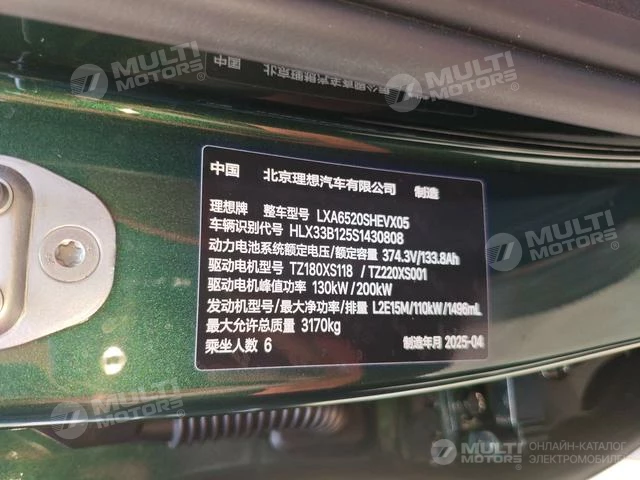 MULTI MOTORS
MULTI MOTORS
MULTI MOTORS
中国 北京理想汽车有限公司 制造
理想牌 整车型号 LXA6520SHEVX05
车辆识别代号 HLX33B125S1430808
动力电池系统额定电压/额定容量 374.3V/133.8Ah
驱动电机型号 TZ180XS118 / TZ220XS001
驱动电机峰值功率 130kW / 200kW
发动机型号/最大净功率/排量 L2E15M/110kW/1496mL
最大允许总质量 3170kg
乘坐人数 6 制造年月 2025-04
MULTI MOTORS
MULTI MOTORS ОНЛАЙН-КАТАЛОГ
ЭЛЕКТРОМОБИЛЕ